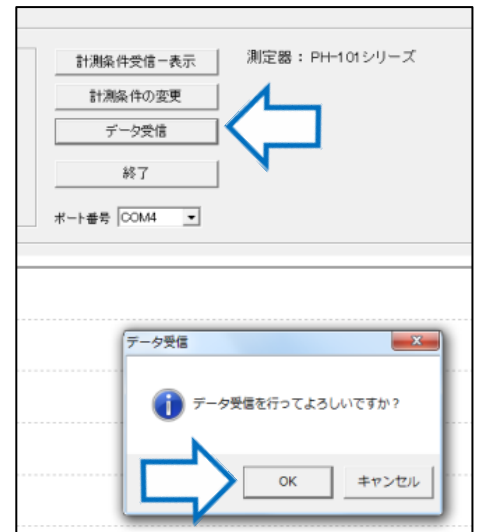 計測条件受信－表示
測定器：PH-101シリーズ
計測条件の変更
データ受信
終了
ポート番号 COM4
データ受信
データ受信を行ってよろしいですか？
OK
キャンセル